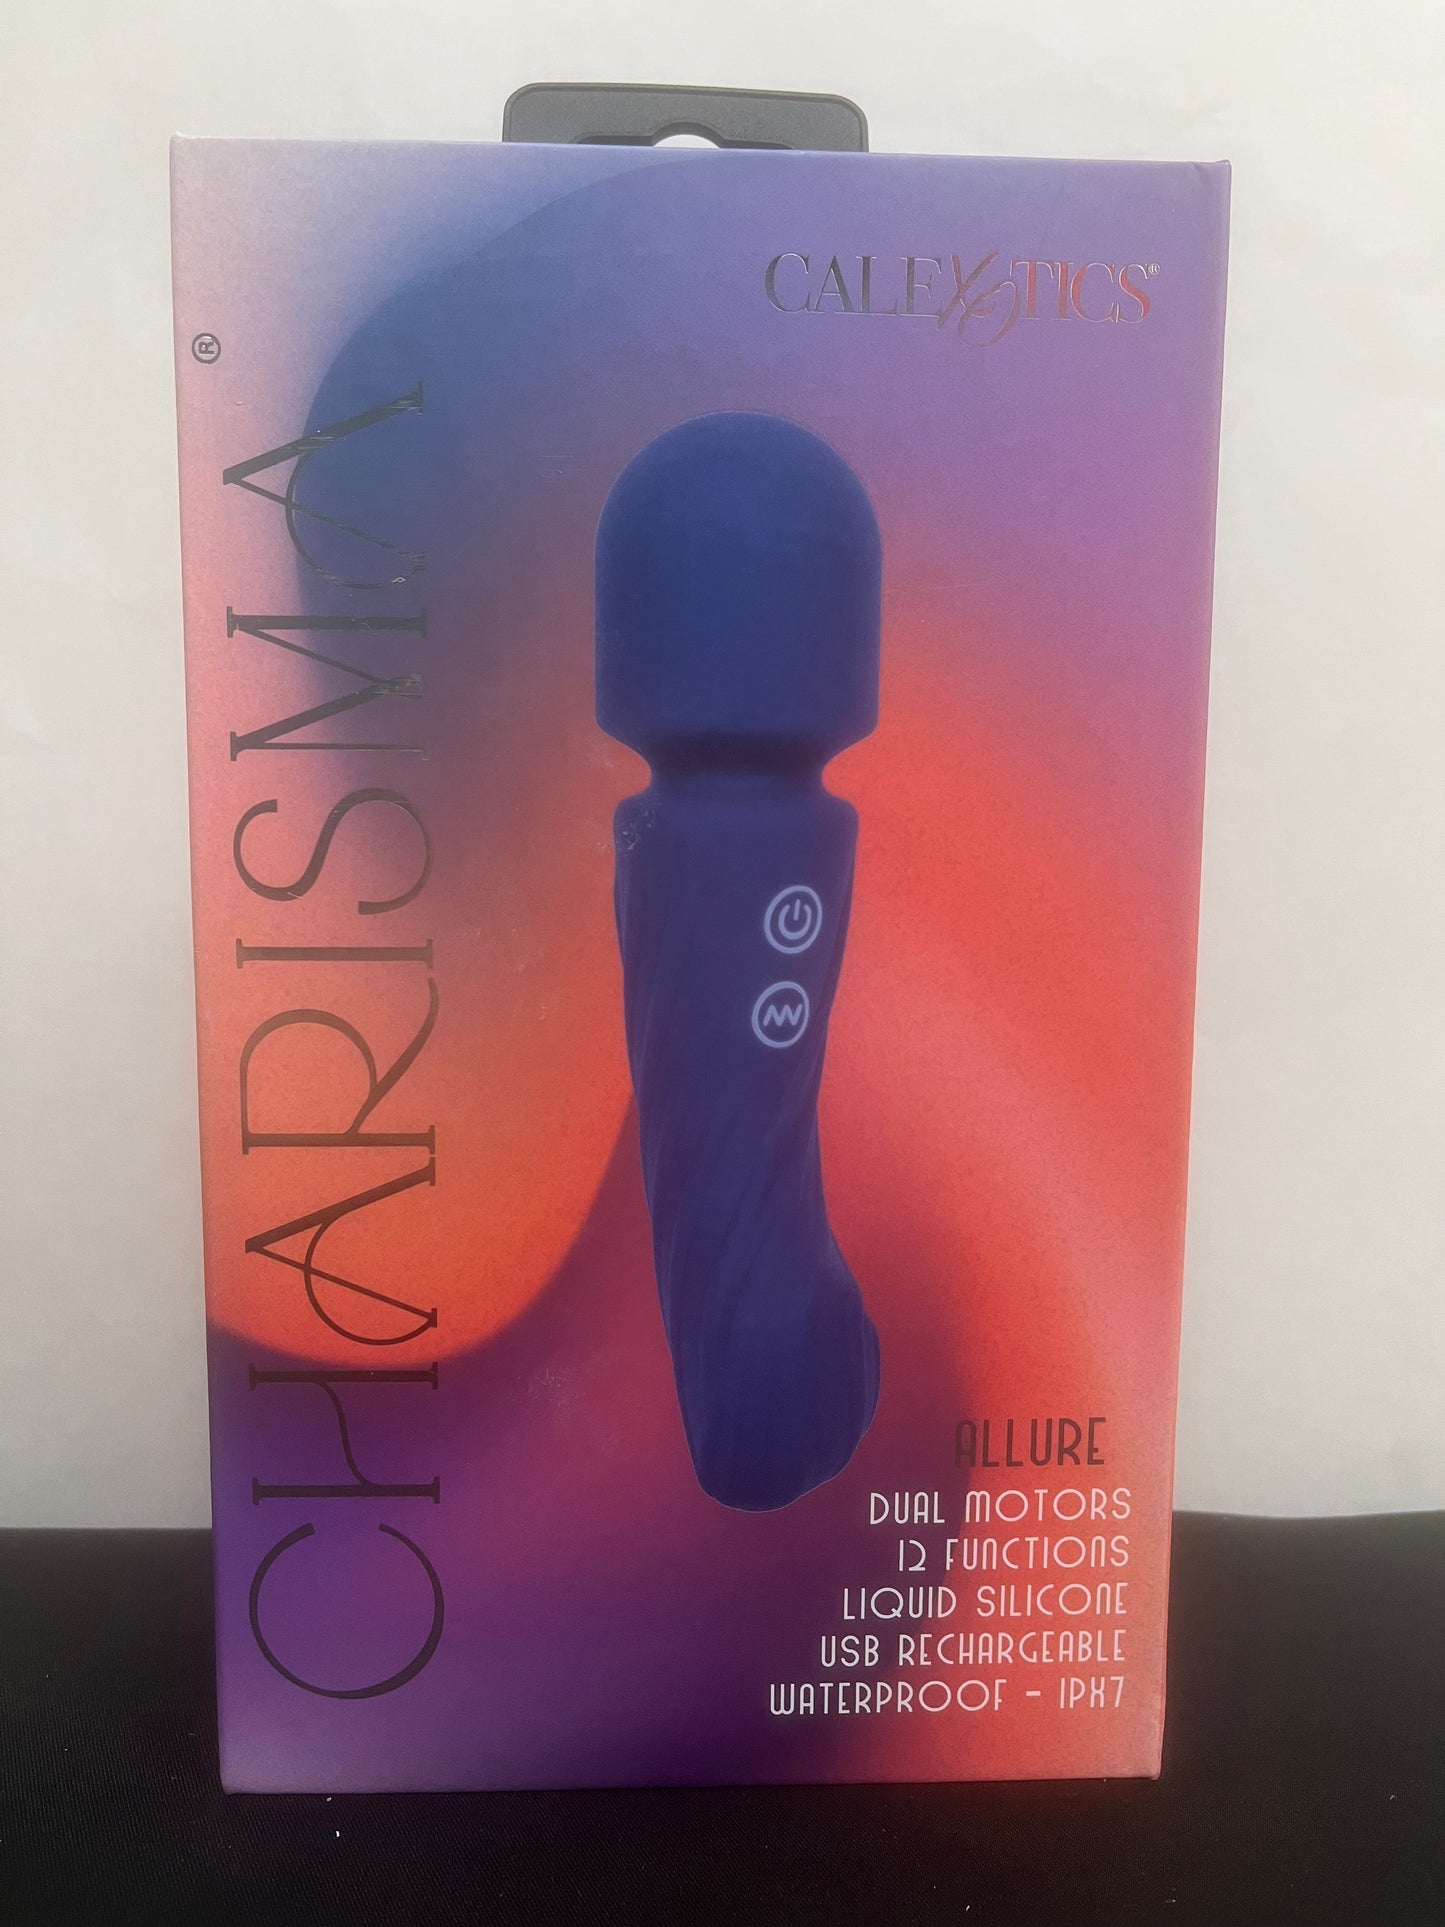 CALEXOTICS®
CHARISMA®
ALLURE
DUAL MOTORS
12 FUNCTIONS
LIQUID SILICONE
USB RECHARGEABLE
WATERPROOF - IPX7